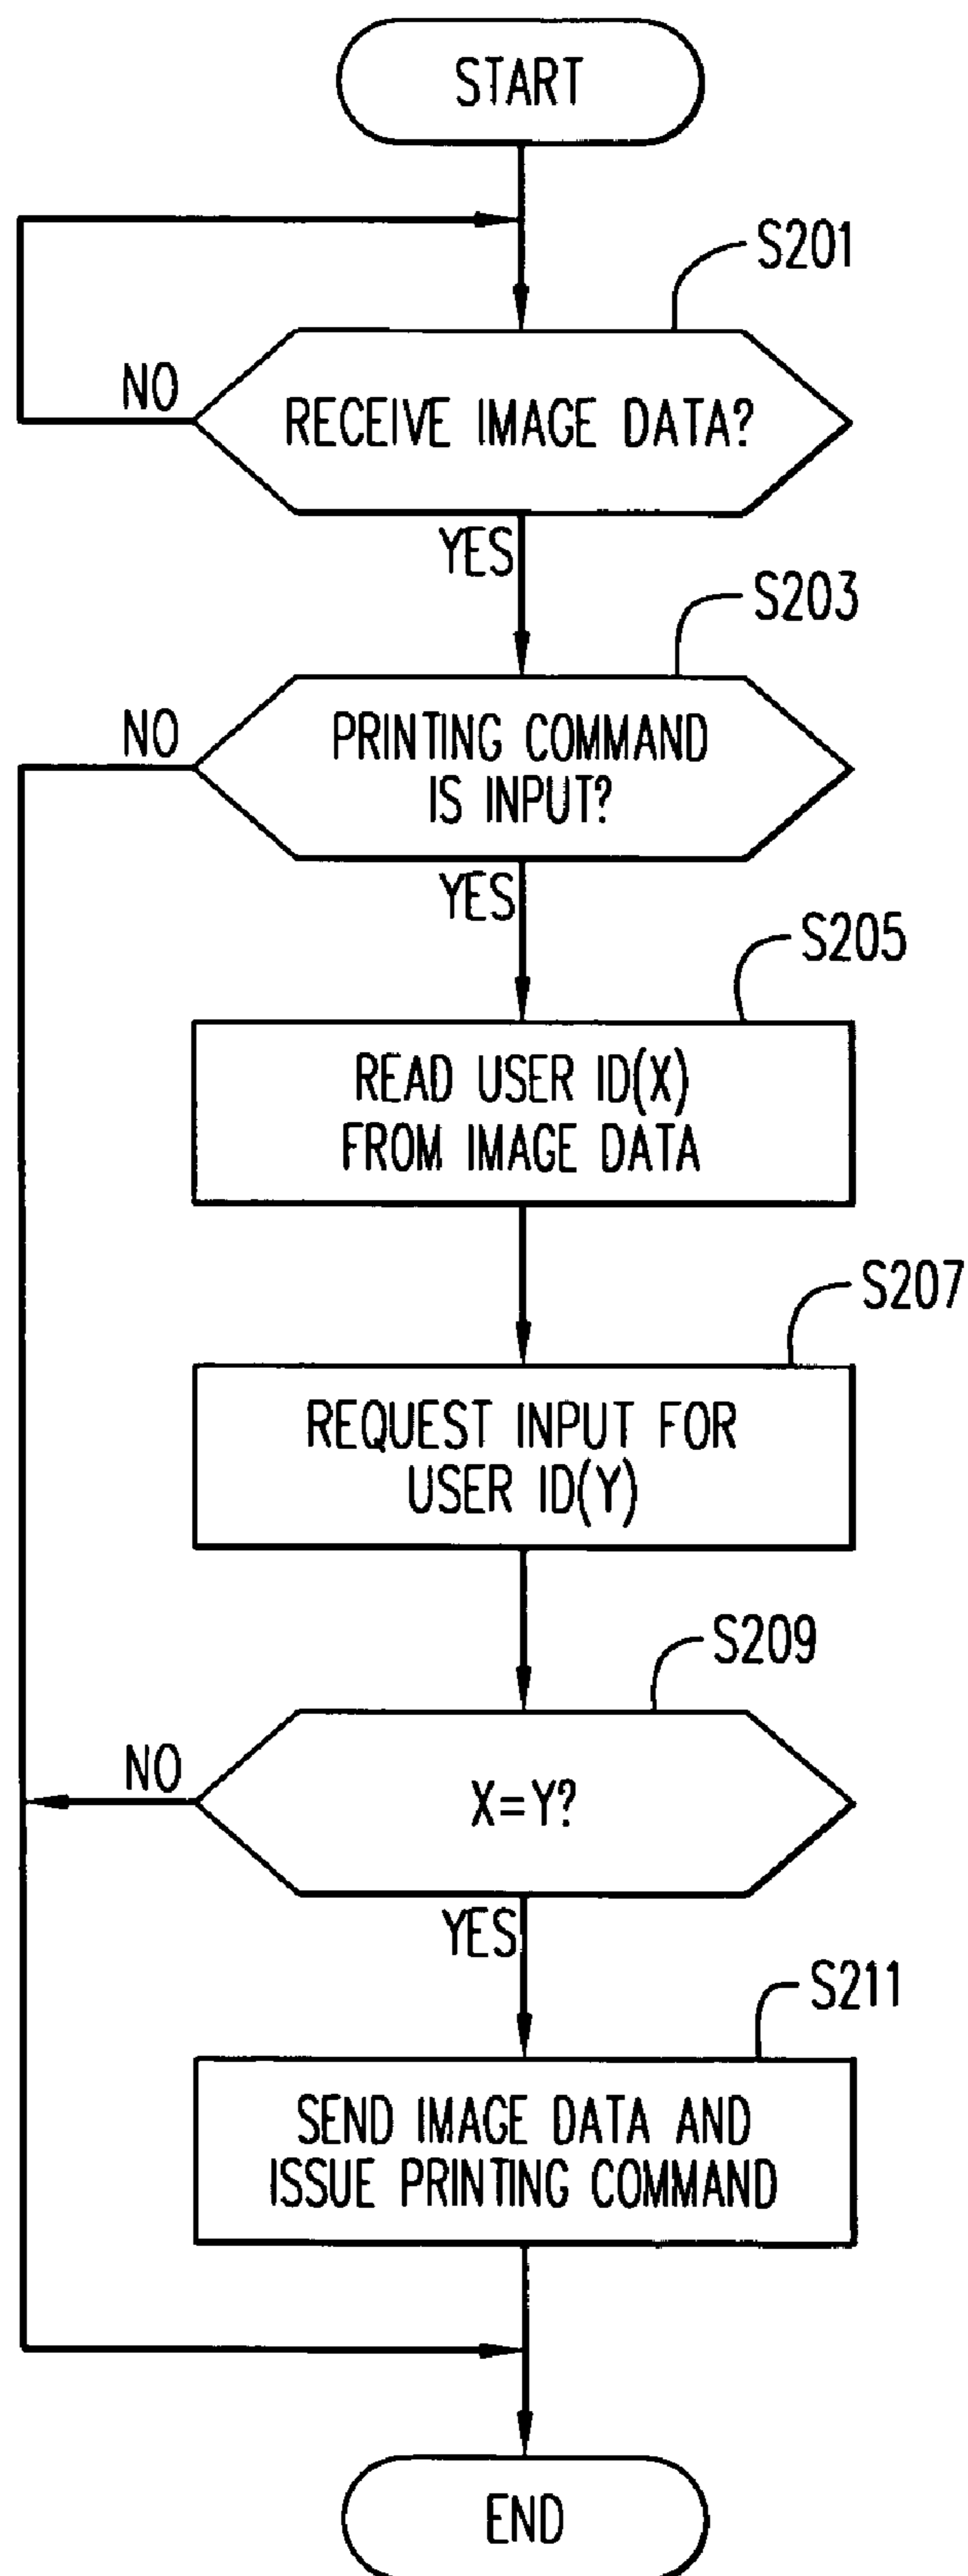 START
S201
NO
RECEIVE IMAGE DATA?
YES
S203
NO
PRINTING COMMAND
IS INPUT?
YES
S205
READ USER ID(X)
FROM IMAGE DATA
S207
REQUEST INPUT FOR
USER ID(Y)
S209
NO
X=Y?
YES
S211
SEND IMAGE DATA AND
ISSUE PRINTING COMMAND
END